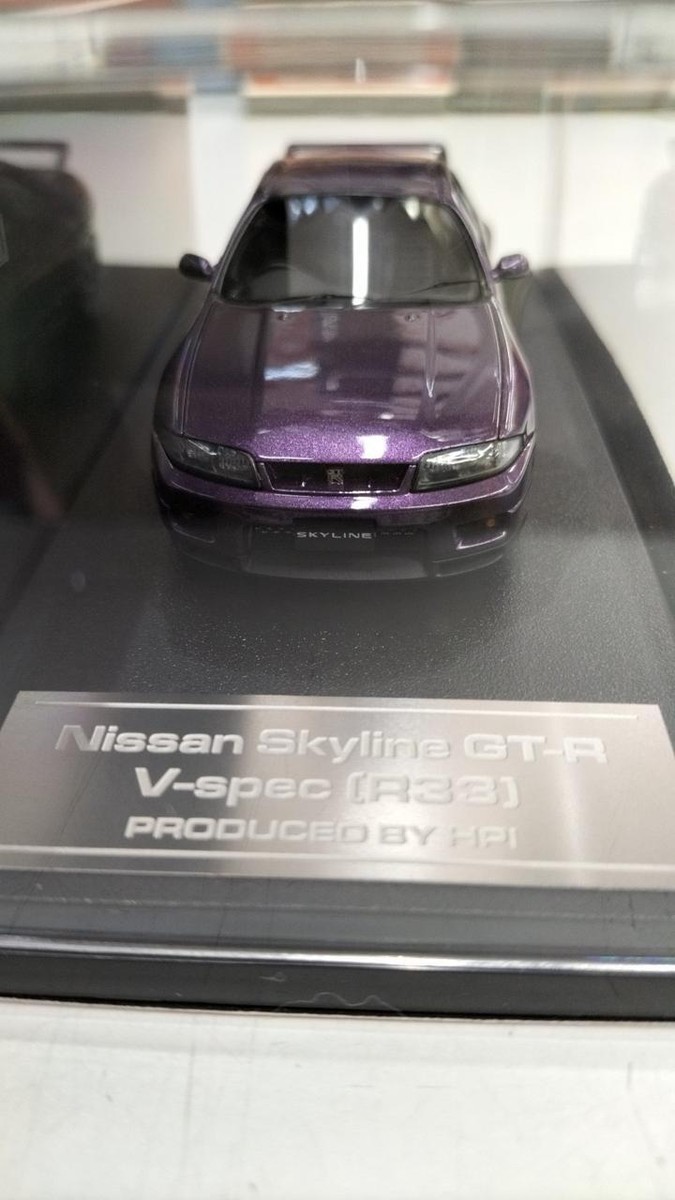 SKYLINE
Nissan Skyline GT-R
V-spec (R33)
PRODUCED BY HPI